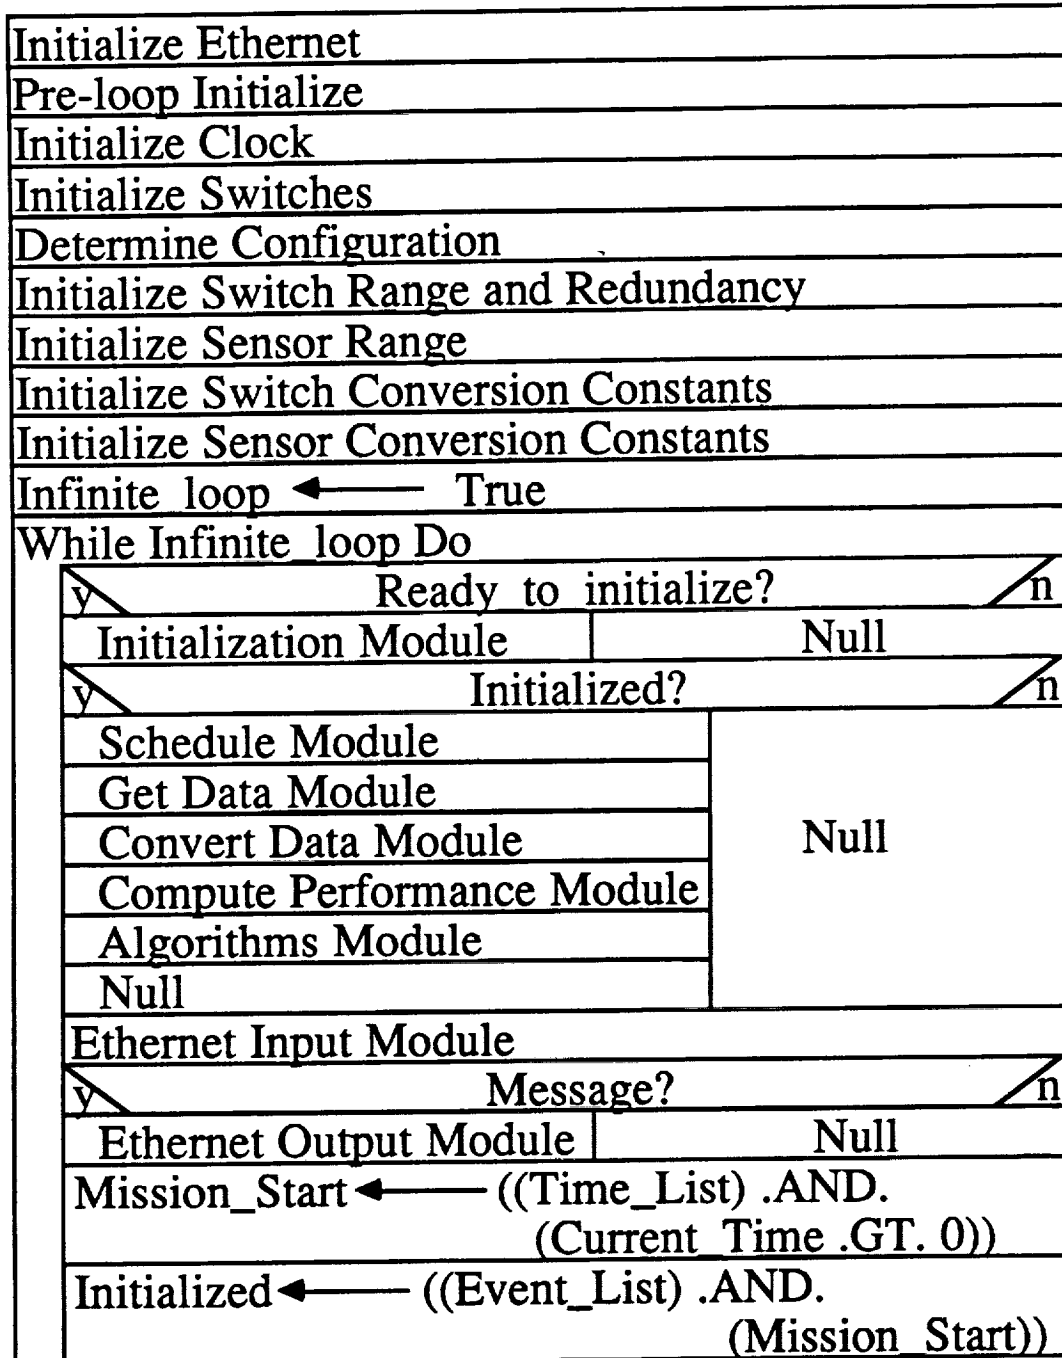 Initialize Ethernet
Pre-loop Initialize
Initialize Clock
Initialize Switches
Determine Configuration
Initialize Switch Range and Redundancy
Initialize Sensor Range
Initialize Switch Conversion Constants
Initialize Sensor Conversion Constants
Infinite_loop ← True
While Infinite_loop Do
y Ready to initialize? n
Initialization Module Null
y Initialized? n
Schedule Module
Get Data Module
Convert Data Module Null
Compute Performance Module
Algorithms Module
Null
Ethernet Input Module
y Message? n
Ethernet Output Module Null
Mission_Start ← ((Time_List) .AND.
(Current_Time .GT. 0))
Initialized ← ((Event_List) .AND.
(Mission_Start))